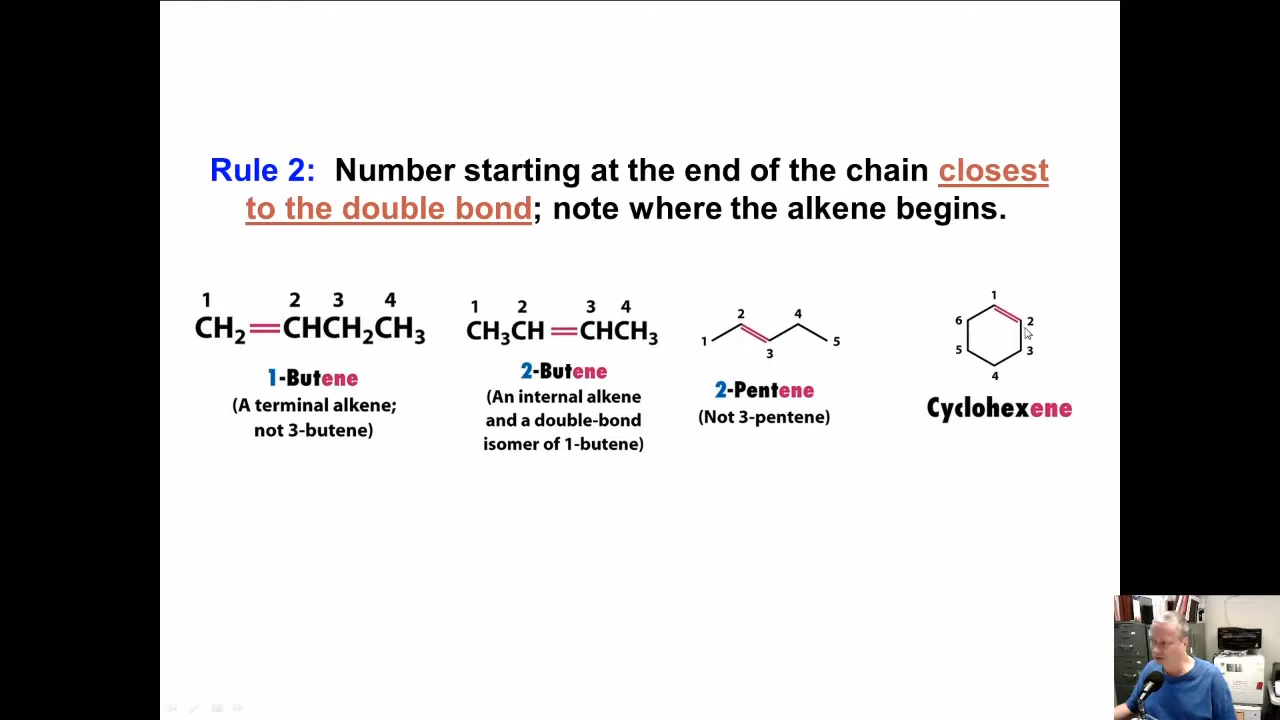 Rule 2: Number starting at the end of the chain closest
to the double bond; note where the alkene begins.
1 2 3 4
CH₂=CHCH₂CH₃
1-Butene
(A terminal alkene;
not 3-butene)
1 2 3 4
CH₃CH=CHCH₃
2-Butene
(An internal alkene
and a double-bond
isomer of 1-butene)
1 2 3 4 5
2-Pentene
(Not 3-pentene)
1
6 2
5 3
4
Cyclohexene